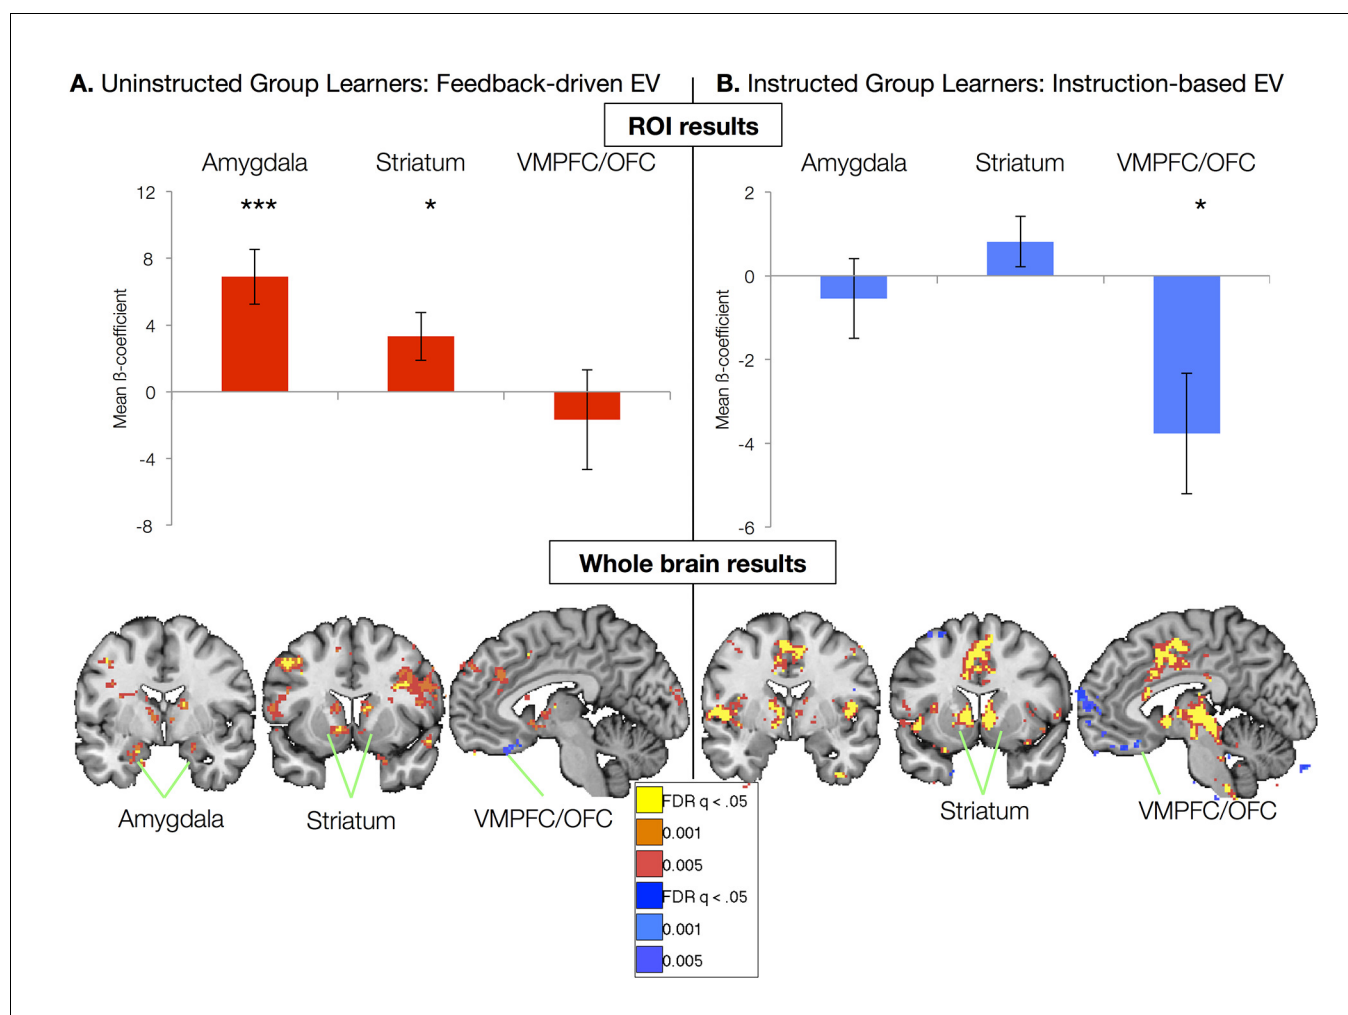 A. Uninstructed Group Learners: Feedback-driven EV
B. Instructed Group Learners: Instruction-based EV
ROI results
Amygdala
Striatum
VMPFC/OFC
Amygdala
Striatum
VMPFC/OFC
***
*
*
12
8
4
0
-4
-8
Mean ß-coefficient
2
0
-2
-4
-6
Mean ß-coefficient
Whole brain results
Amygdala
Striatum
VMPFC/OFC
Striatum
VMPFC/OFC
FDR q < .05
0.001
0.005
FDR q < .05
0.001
0.005